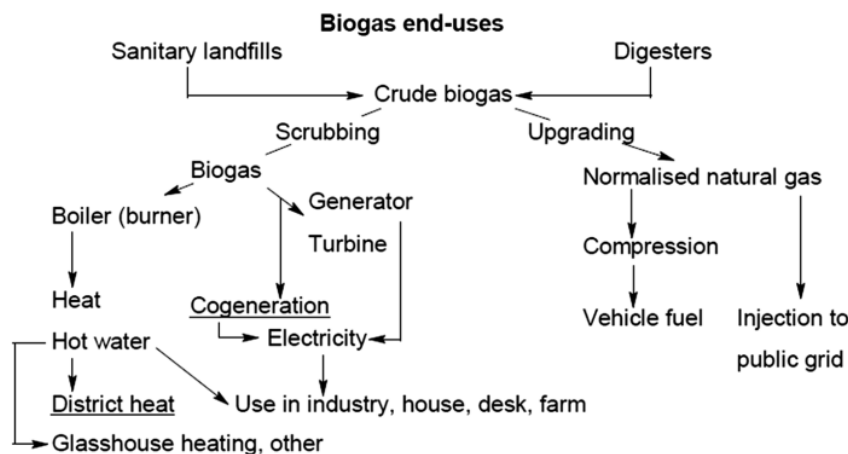 Biogas end-uses
Sanitary landfills
Digesters
Crude biogas
Scrubbing
Upgrading
Biogas
Normalised natural gas
Boiler (burner)
Generator
Turbine
Compression
Heat
Cogeneration
Vehicle fuel
Injection to
public grid
Hot water
Electricity
District heat
Use in industry, house, desk, farm
Glasshouse heating, other